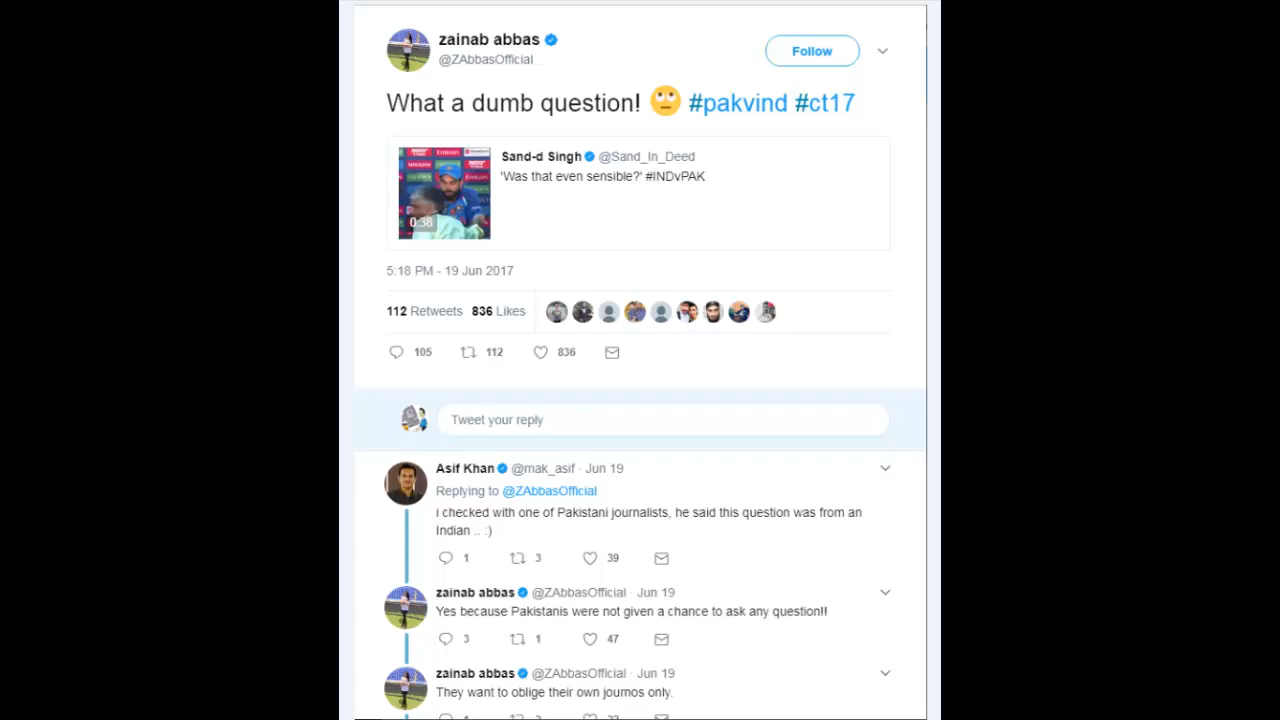 zainab abbas
@ZAbbasOfficial
Follow
What a dumb question! 🙄 #pakvind #ct17
Sand-d Singh @Sand_In_Deed
'Was that even sensible?' #INDvPAK
0:38
5:18 PM - 19 Jun 2017
112 Retweets 836 Likes
105 112 836
Tweet your reply
Asif Khan @mak_asif · Jun 19
Replying to @ZAbbasOfficial
i checked with one of Pakistani journalists, he said this question was from an
Indian .. :)
1 3 39
zainab abbas @ZAbbasOfficial · Jun 19
Yes because Pakistanis were not given a chance to ask any question!!
3 1 47
zainab abbas @ZAbbasOfficial · Jun 19
They want to oblige their own journos only.